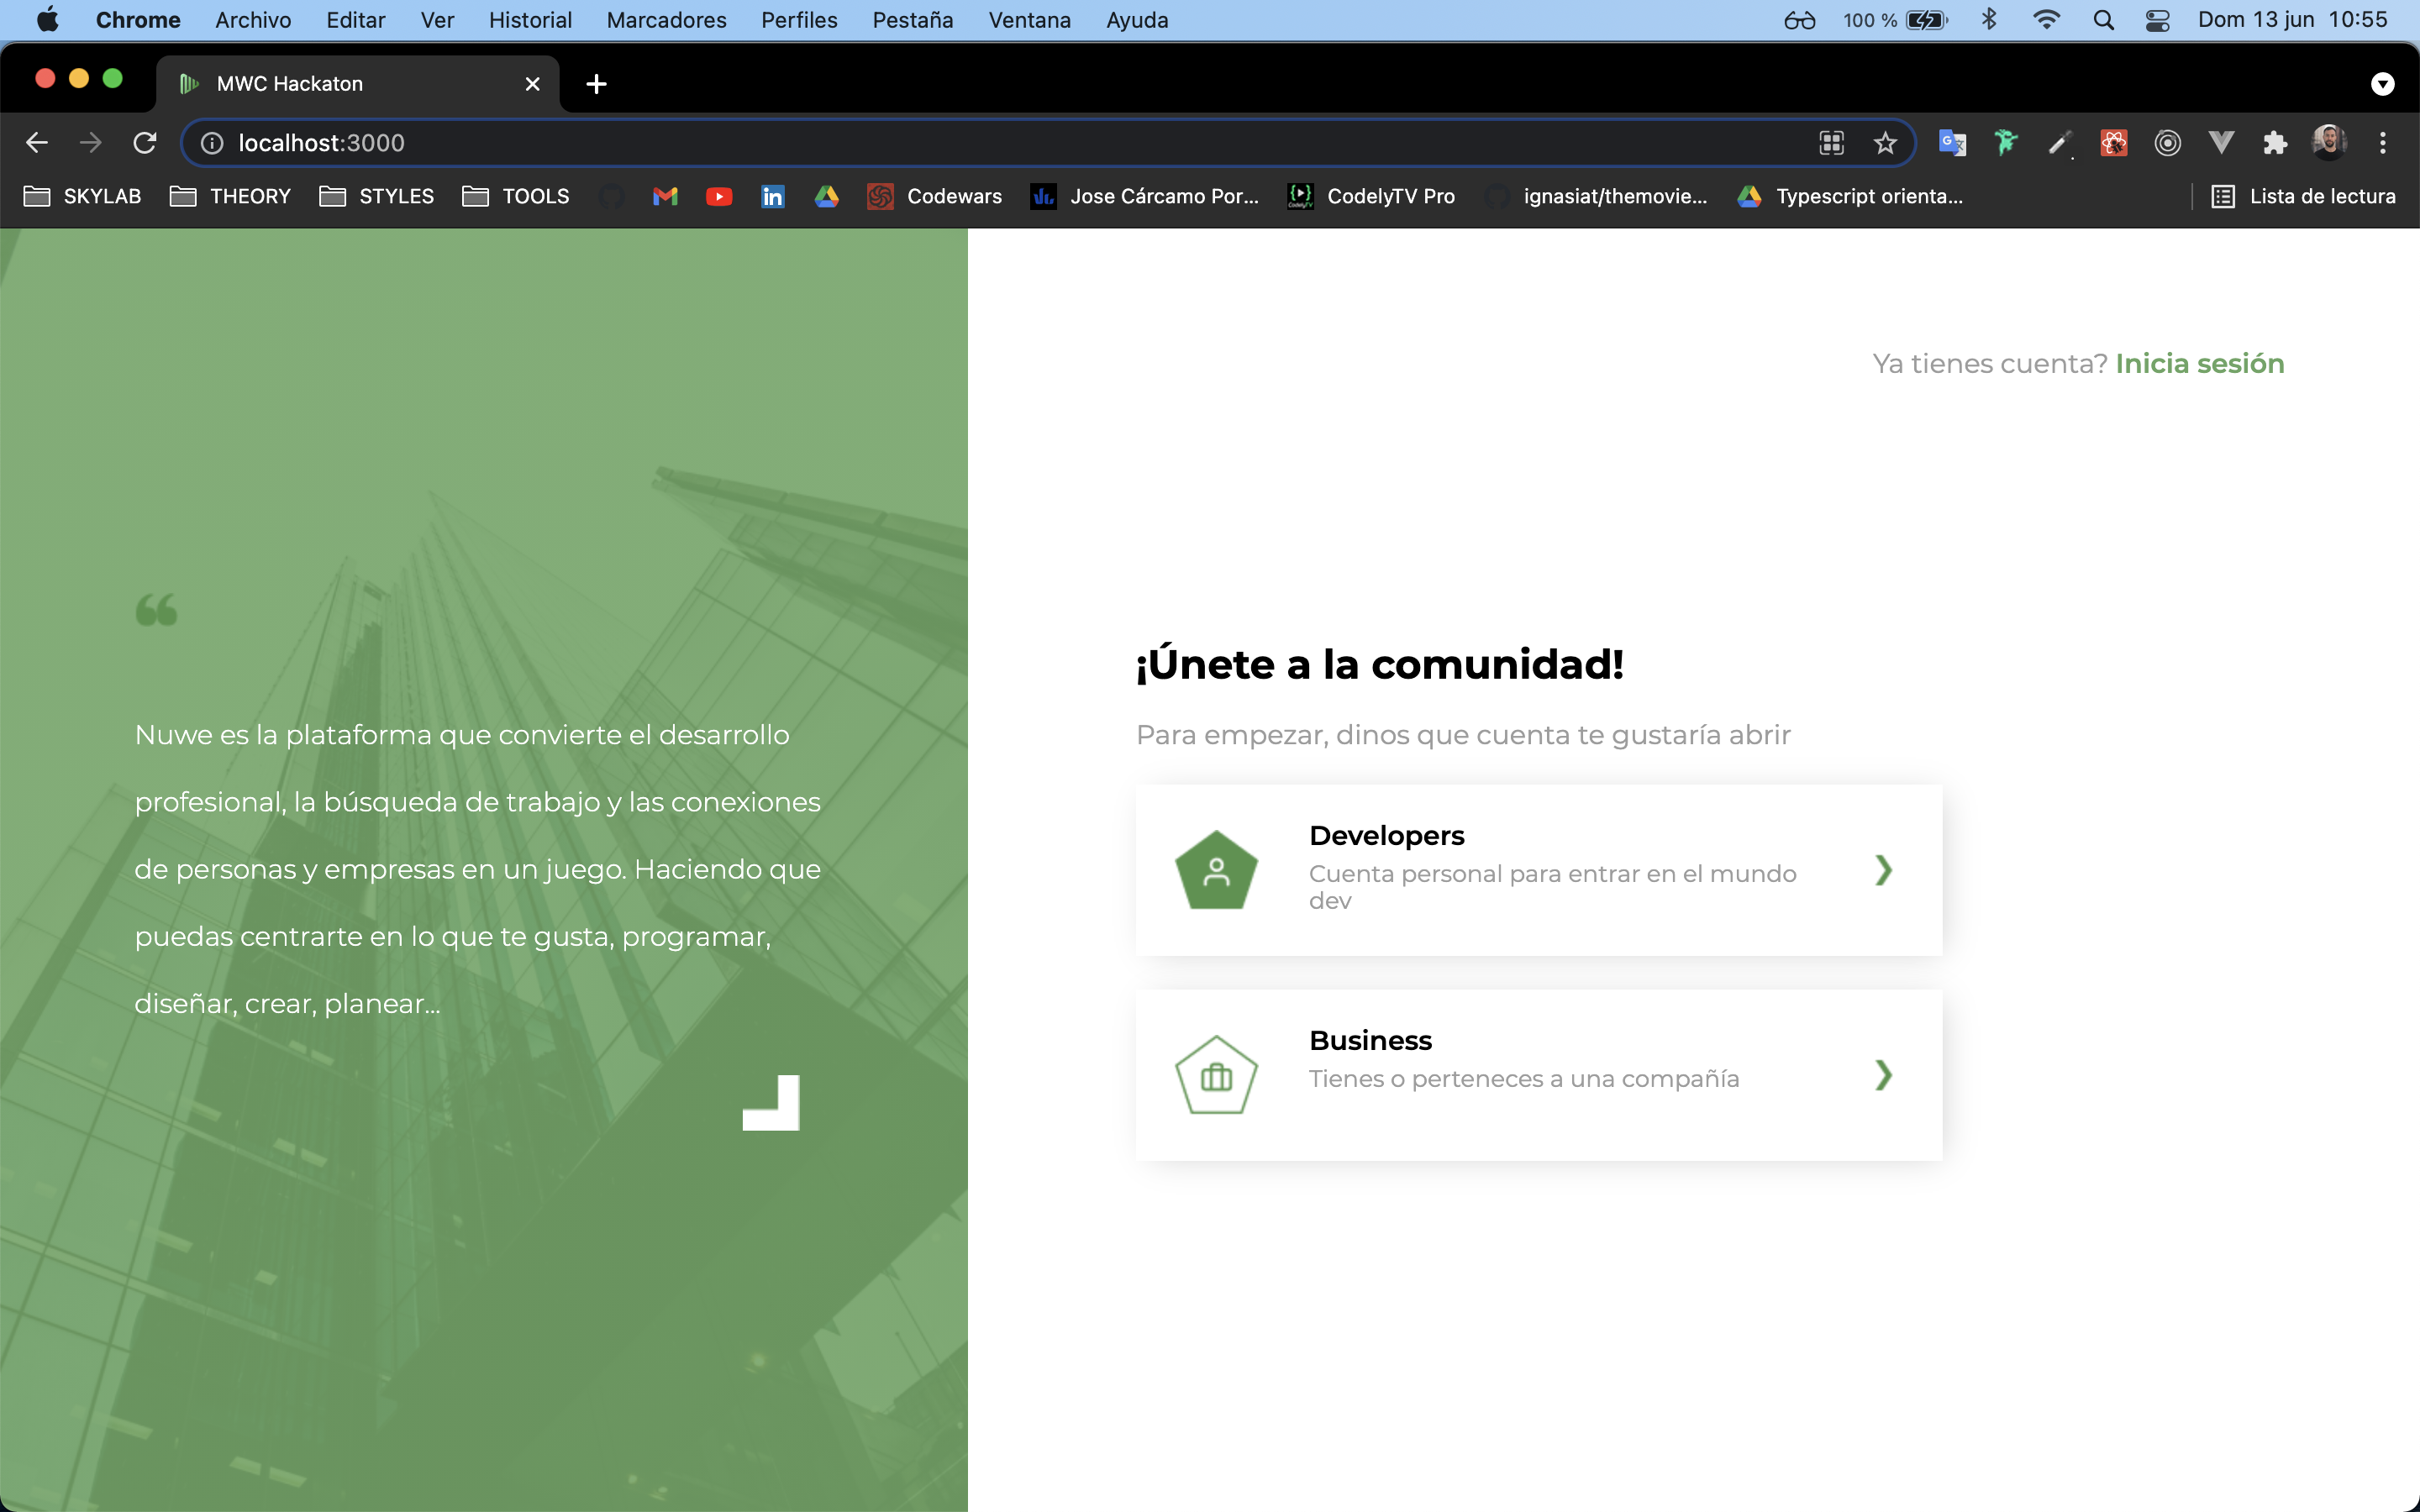 Chrome Archivo Editar Ver Historial Marcadores Perfiles Pestaña Ventana Ayuda 100 % Dom 13 jun 10:55
MWC Hackaton
localhost:3000
SKYLAB THEORY STYLES TOOLS Codewars Jose Cárcamo Por... CodelyTV Pro ignasiat/themovie... Typescript orienta... Lista de lectura
Ya tienes cuenta? Inicia sesión
Nuwe es la plataforma que convierte el desarrollo
profesional, la búsqueda de trabajo y las conexiones
de personas y empresas en un juego. Haciendo que
puedas centrarte en lo que te gusta, programar,
diseñar, crear, planear...
¡Únete a la comunidad!
Para empezar, dinos que cuenta te gustaría abrir
Developers
Cuenta personal para entrar en el mundo
dev
Business
Tienes o perteneces a una compañía